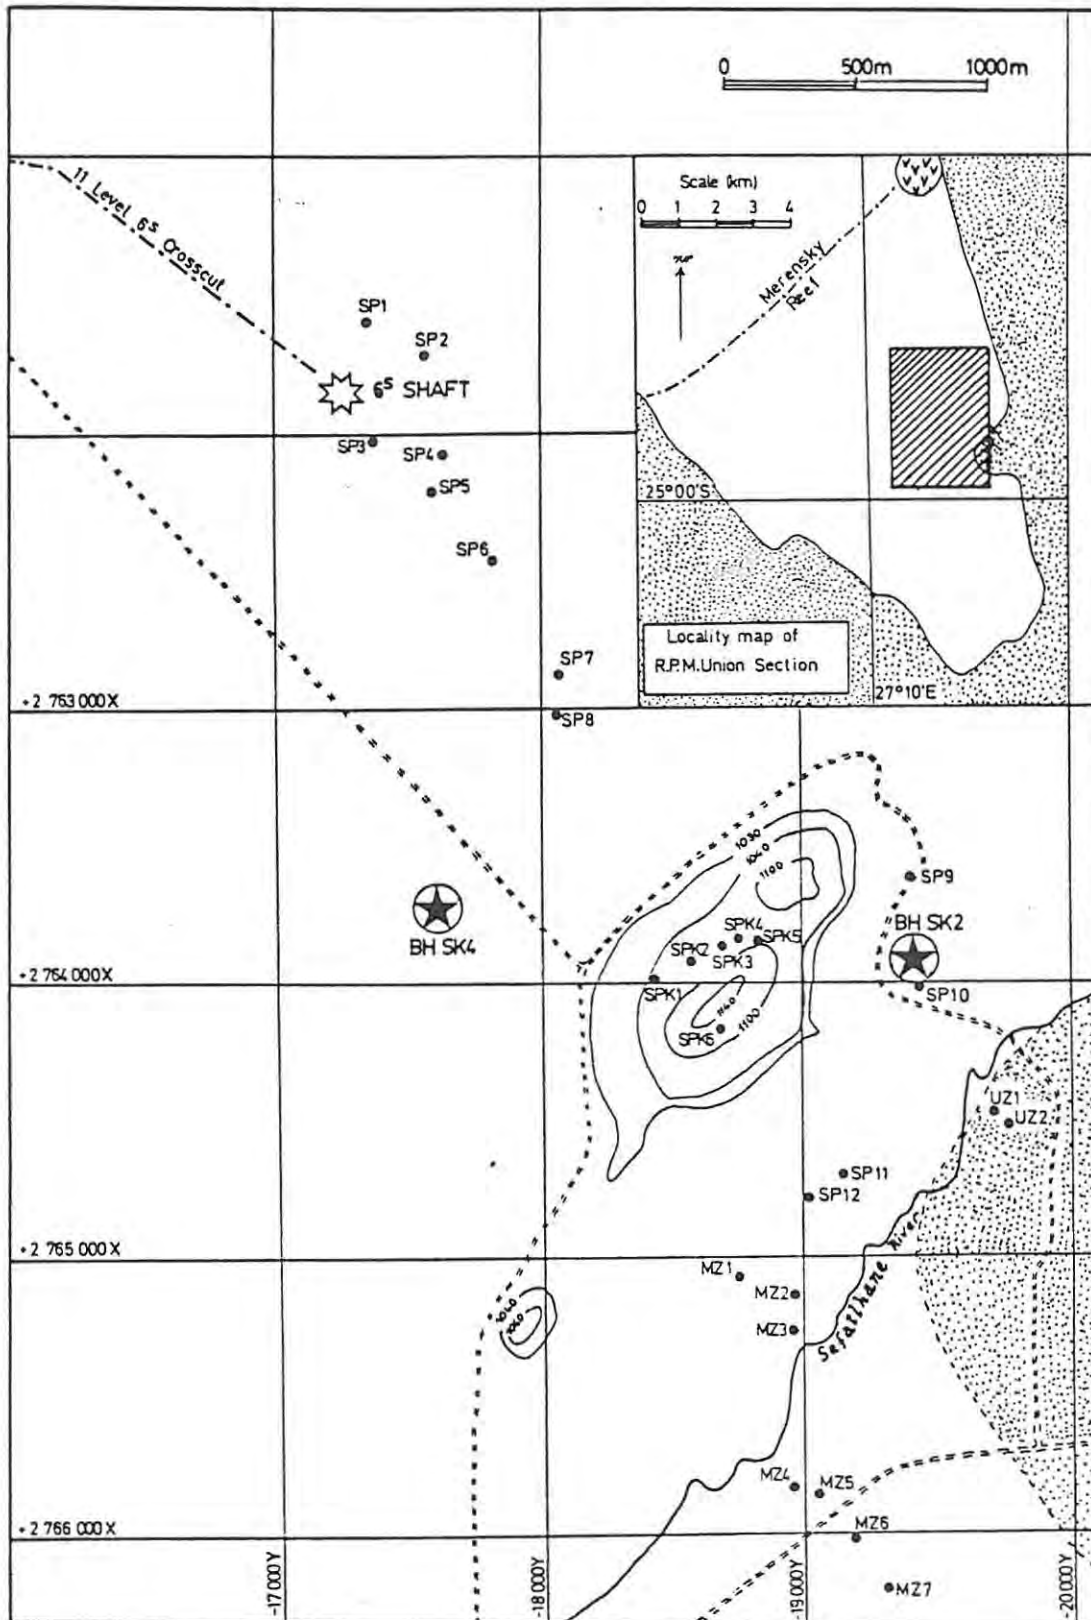 0 500m 1000m
11 Level 6S Crosscut
Scale (km)
0 1 2 3 4
Merensky
Reef
SP1
SP2
6S SHAFT
SP3
SP4
SP5
25°00'S
SP6
Locality map of
R.P.M. Union Section
27°10'E
SP7
+2 763 000X
SP8
1030
1040
1100
SP9
BH SK4
BH SK2
SPK4
SPK5
SPK2
SPK3
+2 764 000X
SPK1
SP10
1140
1100
SPK6
UZ1
UZ2
SP11
SP12
+2 765 000X
MZ1
MZ2
MZ3
1040
1060
Sefatlhane River
MZ4
MZ5
+2 766 000X
MZ6
MZ7
-17 000Y
-18 000Y
-19 000Y
-20 000Y